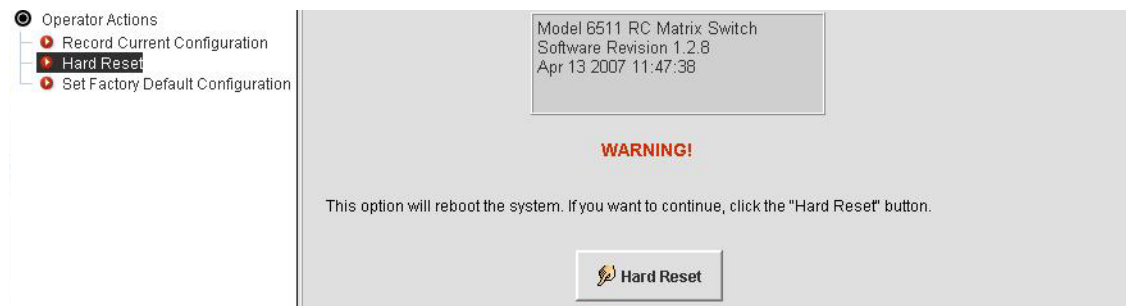 Operator Actions
Record Current Configuration
Hard Reset
Set Factory Default Configuration
Model 6511 RC Matrix Switch
Software Revision 1.2.8
Apr 13 2007 11:47:38
WARNING!
This option will reboot the system. If you want to continue, click the "Hard Reset" button.
Hard Reset